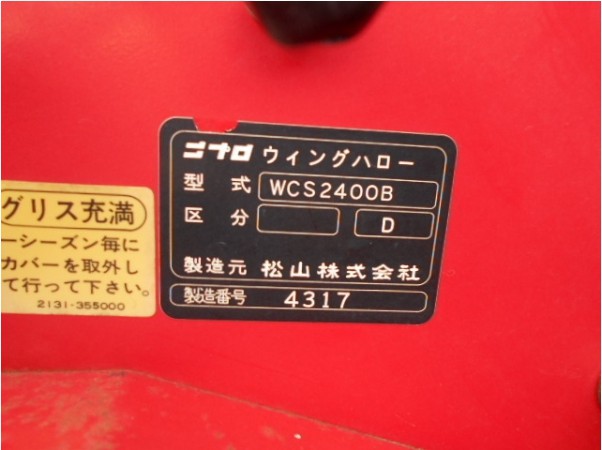 ニプロ ウィングハロー
型式 WCS2400B
区分 D
製造元 松山株式会社
製造番号 4317
グリス充満
ーシーズン毎に
カバーを取外し
て行って下さい。
2131-355000